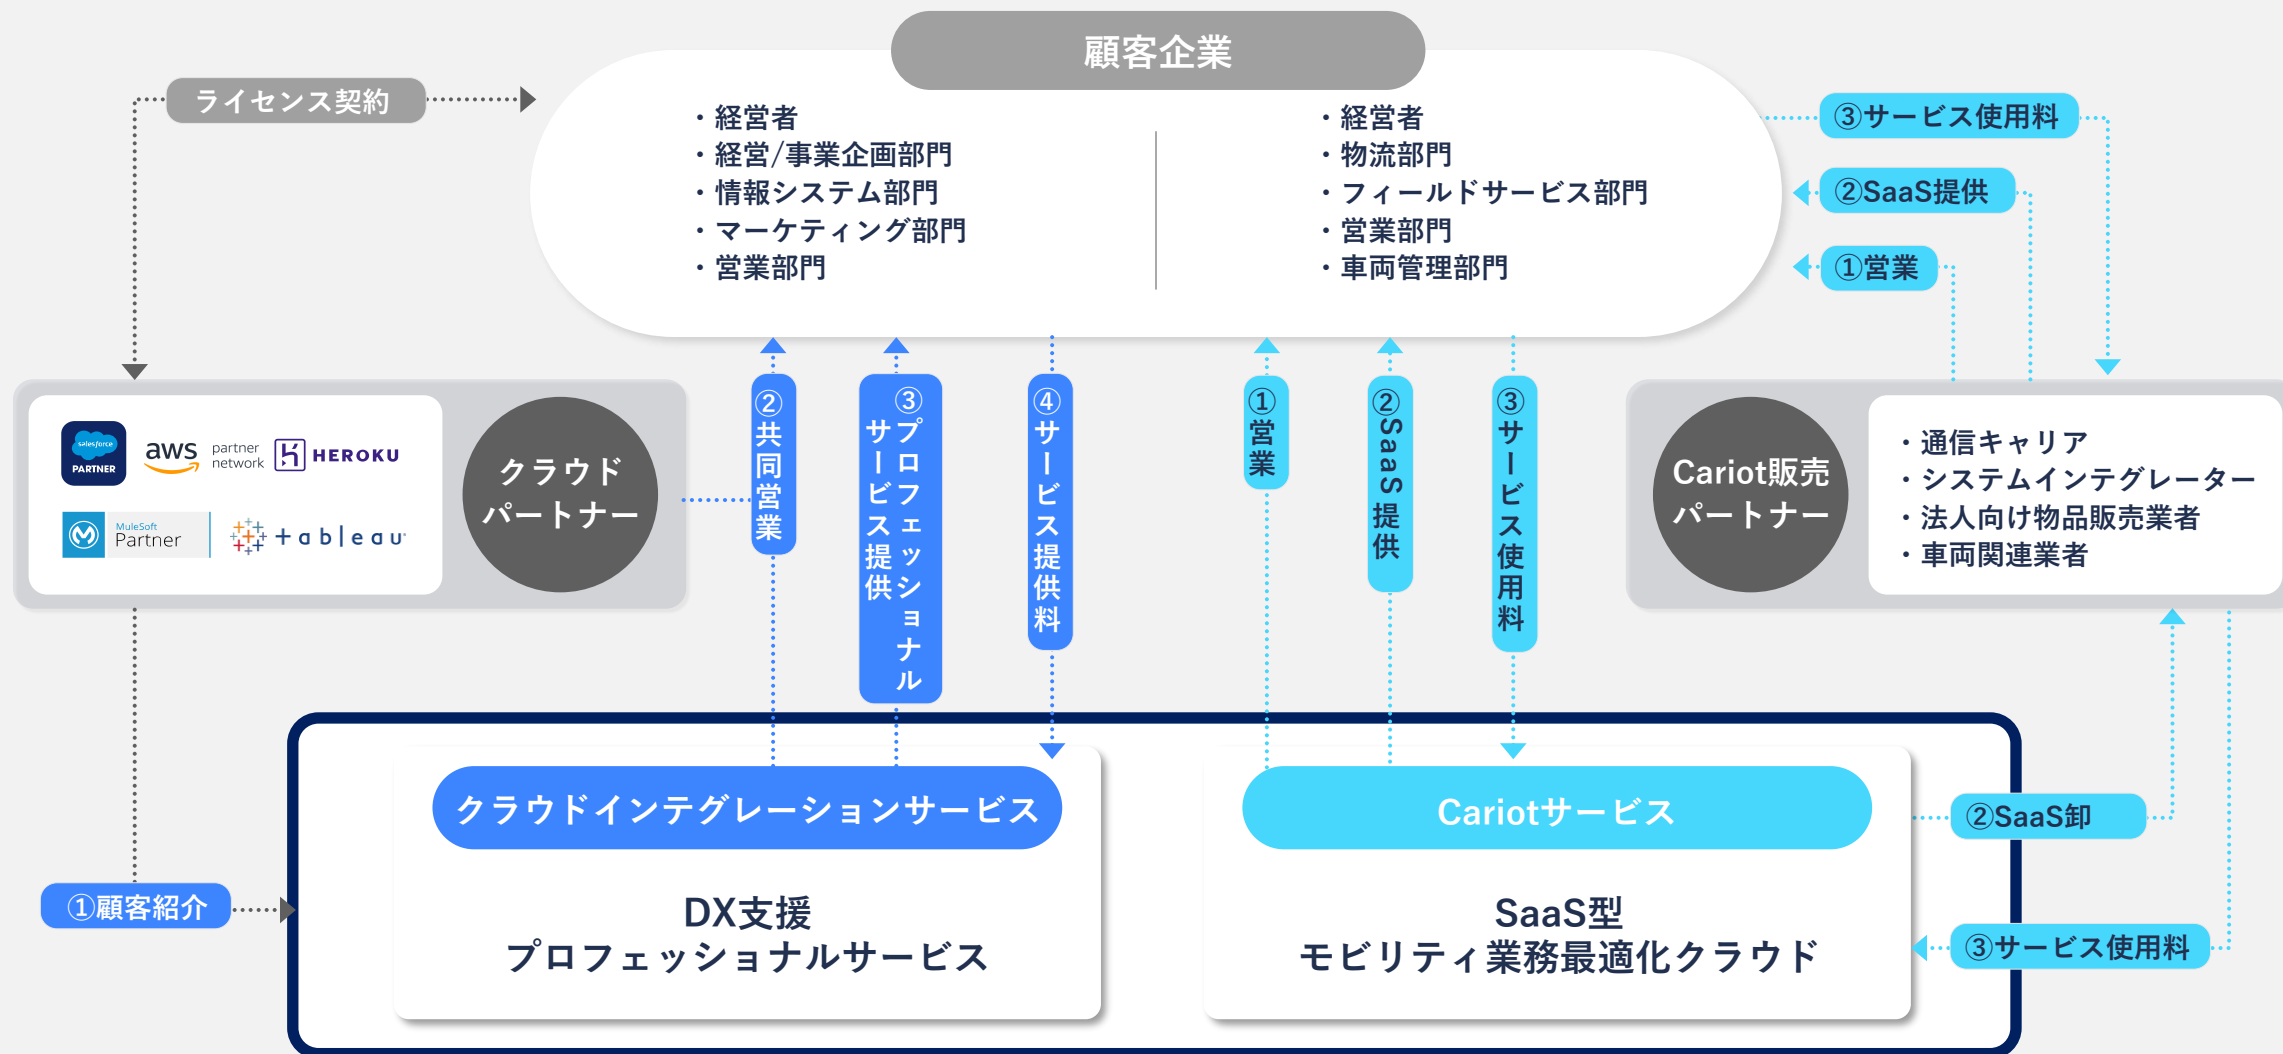 顧客企業
ライセンス契約
・経営者
・経営/事業企画部門
・情報システム部門
・マーケティング部門
・営業部門
・経営者
・物流部門
・フィールドサービス部門
・営業部門
・車両管理部門
③サービス使用料
②SaaS提供
①営業
salesforce
PARTNER
aws
partner
network
HEROKU
MuleSoft
Partner
+ableau
クラウド
パートナー
②共同営業
③プロフェッショナル
サービス提供
④サービス提供料
①営業
②SaaS提供
③サービス使用料
Cariot販売
パートナー
・通信キャリア
・システムインテグレーター
・法人向け物品販売業者
・車両関連業者
クラウドインテグレーションサービス
DX支援
プロフェッショナルサービス
Cariotサービス
SaaS型
モビリティ業務最適化クラウド
①顧客紹介
②SaaS卸
③サービス使用料